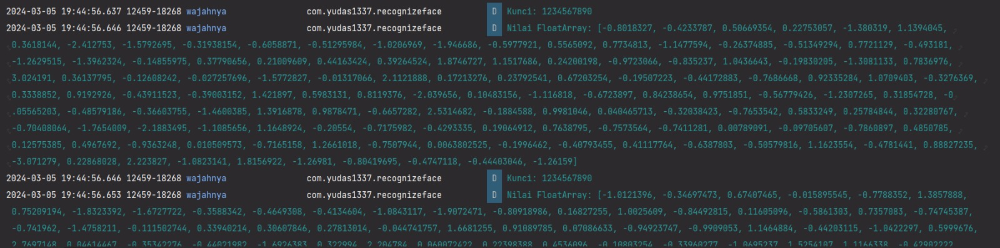 2024-03-05 19:44:56.637 12459-18268 wajahnya com.yudas1337.recognizeface D Kunci: 1234567890
2024-03-05 19:44:56.646 12459-18268 wajahnya com.yudas1337.recognizeface D Nilai FloatArray: [-0.8018327, -0.4233787, 0.50669354, 0.22753057, -1.380319, 1.1394045,
0.3618144, -2.412753, -1.5792695, -0.31938154, -0.6058871, -0.51295984, -1.0206969, -1.946686, -0.5977921, 0.5565092, 0.7734813, -1.1477594, -0.26374885, -0.51349294, 0.7721129, -0.493181,
-1.2629515, -1.3962324, -0.14855975, 0.37790656, 0.21009609, 0.44163424, 0.39264524, 1.8746727, 1.1517686, 0.24200198, -0.9723066, -0.835237, 1.0436643, -0.19830205, -1.3081133, 0.7836976,
3.024191, 0.36137795, -0.12608242, -0.027257696, -1.5772827, -0.01317066, 2.1121888, 0.17213276, 0.23792541, 0.67203254, -0.19507223, -0.44172883, -0.7686668, 0.92335284, 1.0709403, -0.3276369,
0.3338852, 0.9192926, -0.43911523, -0.39003152, 1.421897, 0.5983131, 0.8119376, -2.039656, 0.10483156, -1.116818, -0.6723897, 0.84238654, 0.9751851, -0.56779426, -1.2307265, 0.31854728, -0
.05565203, -0.48579186, -0.36603755, -1.4600385, 1.3916878, 0.9878471, -0.6657282, 2.5314682, -0.1884588, 0.9981046, 0.040465713, -0.32038423, -0.7653542, 0.5833249, 0.25784844, 0.32280767,
-0.70408064, -1.7654009, -2.1883495, -1.1085656, 1.1648924, -0.20554, -0.7175982, -0.4293335, 0.19064912, 0.7638795, -0.7573564, -0.7411281, 0.00789091, -0.09705607, -0.7860897, 0.4850785,
0.12575385, 0.4967692, -0.9363248, 0.010509573, -0.7165158, 1.2661018, -0.7507944, 0.0063802525, -0.1996462, -0.40793455, 0.41117764, -0.6387803, -0.50579816, 1.1623554, -0.4781441, 0.88827235,
-3.071279, 0.22868028, 2.223827, -1.0823141, 1.8156922, -1.26981, -0.80419695, -0.4747118, -0.44403046, -1.26159]
2024-03-05 19:44:56.646 12459-18268 wajahnya com.yudas1337.recognizeface D Kunci: 1234567890
2024-03-05 19:44:56.653 12459-18268 wajahnya com.yudas1337.recognizeface D Nilai FloatArray: [-1.0121396, -0.34697473, 0.67407465, -0.015895545, -0.7788352, 1.3857888,
0.75209194, -1.8323392, -1.6727722, -0.3588342, -0.4649308, -0.4134604, -1.0843117, -1.9072471, -0.80918986, 0.16827255, 1.0025609, -0.84492815, 0.11605096, -0.5861303, 0.7357083, -0.74745387,
-0.741962, -1.4758211, -0.111502744, 0.33940214, 0.30607846, 0.27813014, -0.044741757, 1.6681255, 0.91089785, 0.07086633, -0.94923747, -0.9909053, 1.1464884, -0.44203115, -1.0422297, 0.5999676,
2.7697148, 0.04614467, -0.35342276, -0.44021982, -1.6926383, 0.322994, 2.204784, 0.060072422, 0.22398388, 0.4536096, -0.10803254, -0.33960277, -1.0695237, 1.5254107, 1.1166338, -0.42902222,